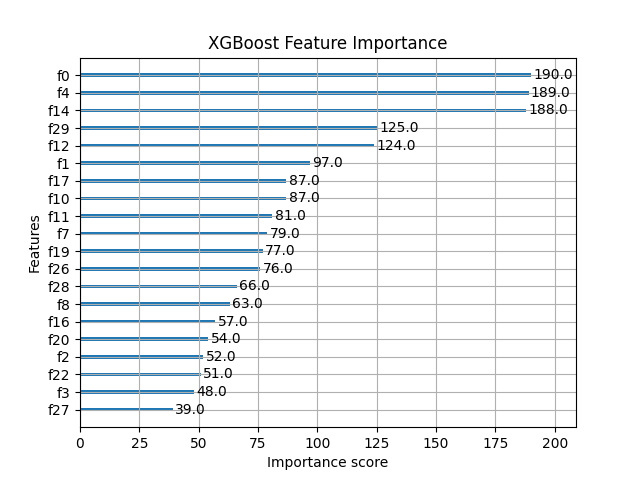 XGBoost Feature Importance
f0 190.0
f4 189.0
f14 188.0
f29 125.0
f12 124.0
f1 97.0
f17 87.0
f10 87.0
f11 81.0
f7 79.0
f19 77.0
f26 76.0
f28 66.0
f8 63.0
f16 57.0
f20 54.0
f2 52.0
f22 51.0
f3 48.0
f27 39.0
Features
0 25 50 75 100 125 150 175 200
Importance score